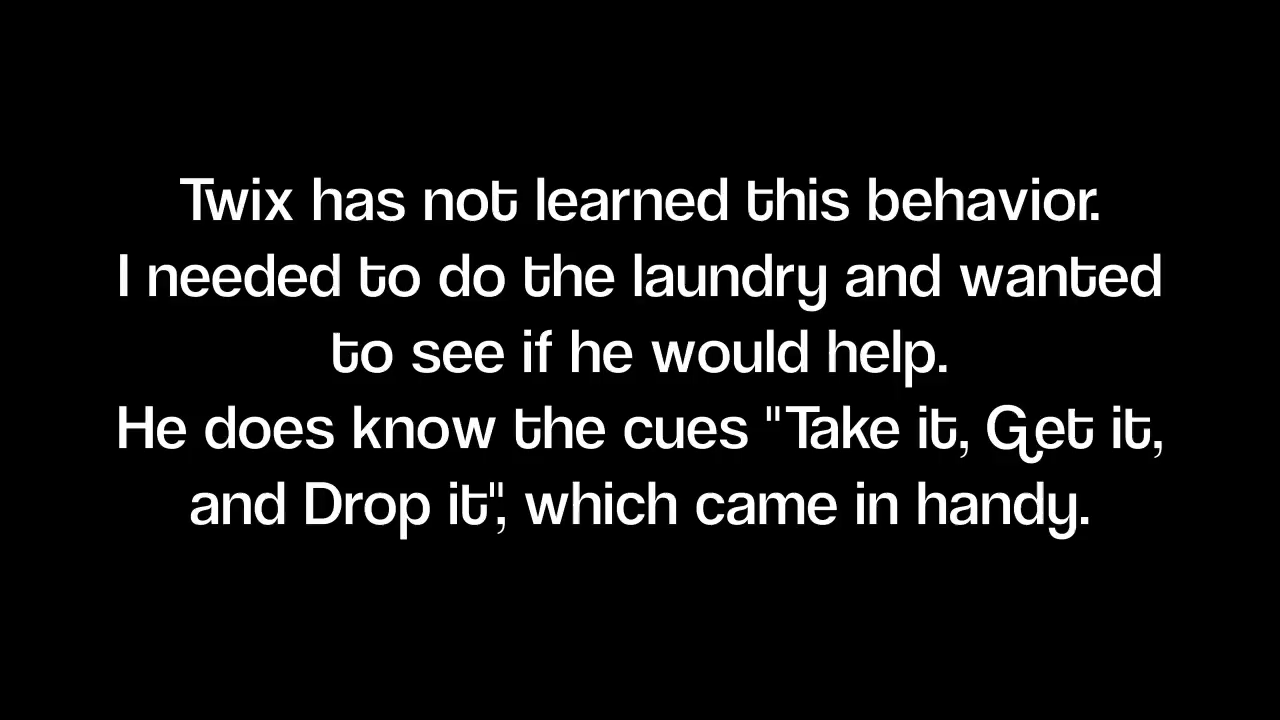 Twix has not learned this behavior.
I needed to do the laundry and wanted
to see if he would help.
He does know the cues "Take it, Get it,
and Drop it", which came in handy.